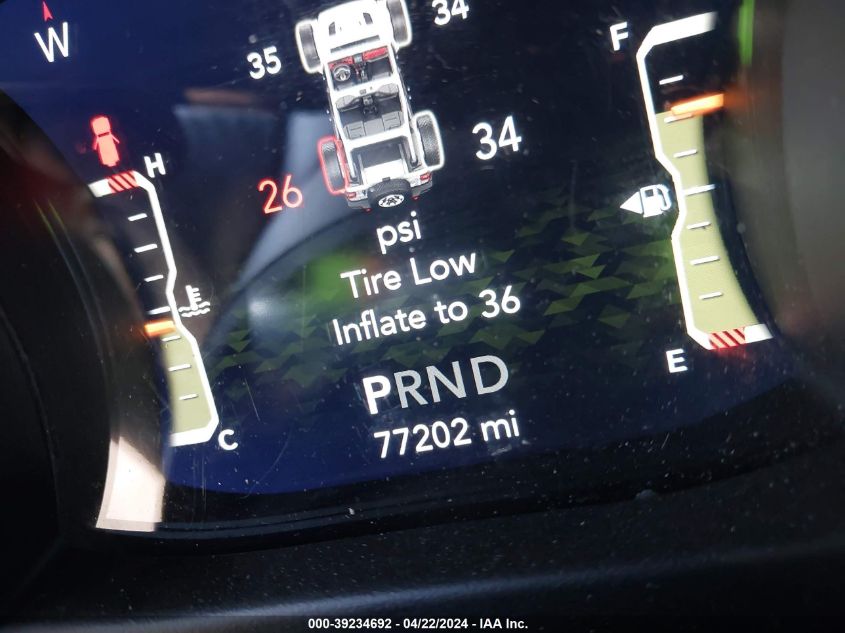 W
35
34
F
H
26
34
psi
Tire Low
Inflate to 36
E
PRND
C
77202 mi
000-39234692 - 04/22/2024 - IAA Inc.